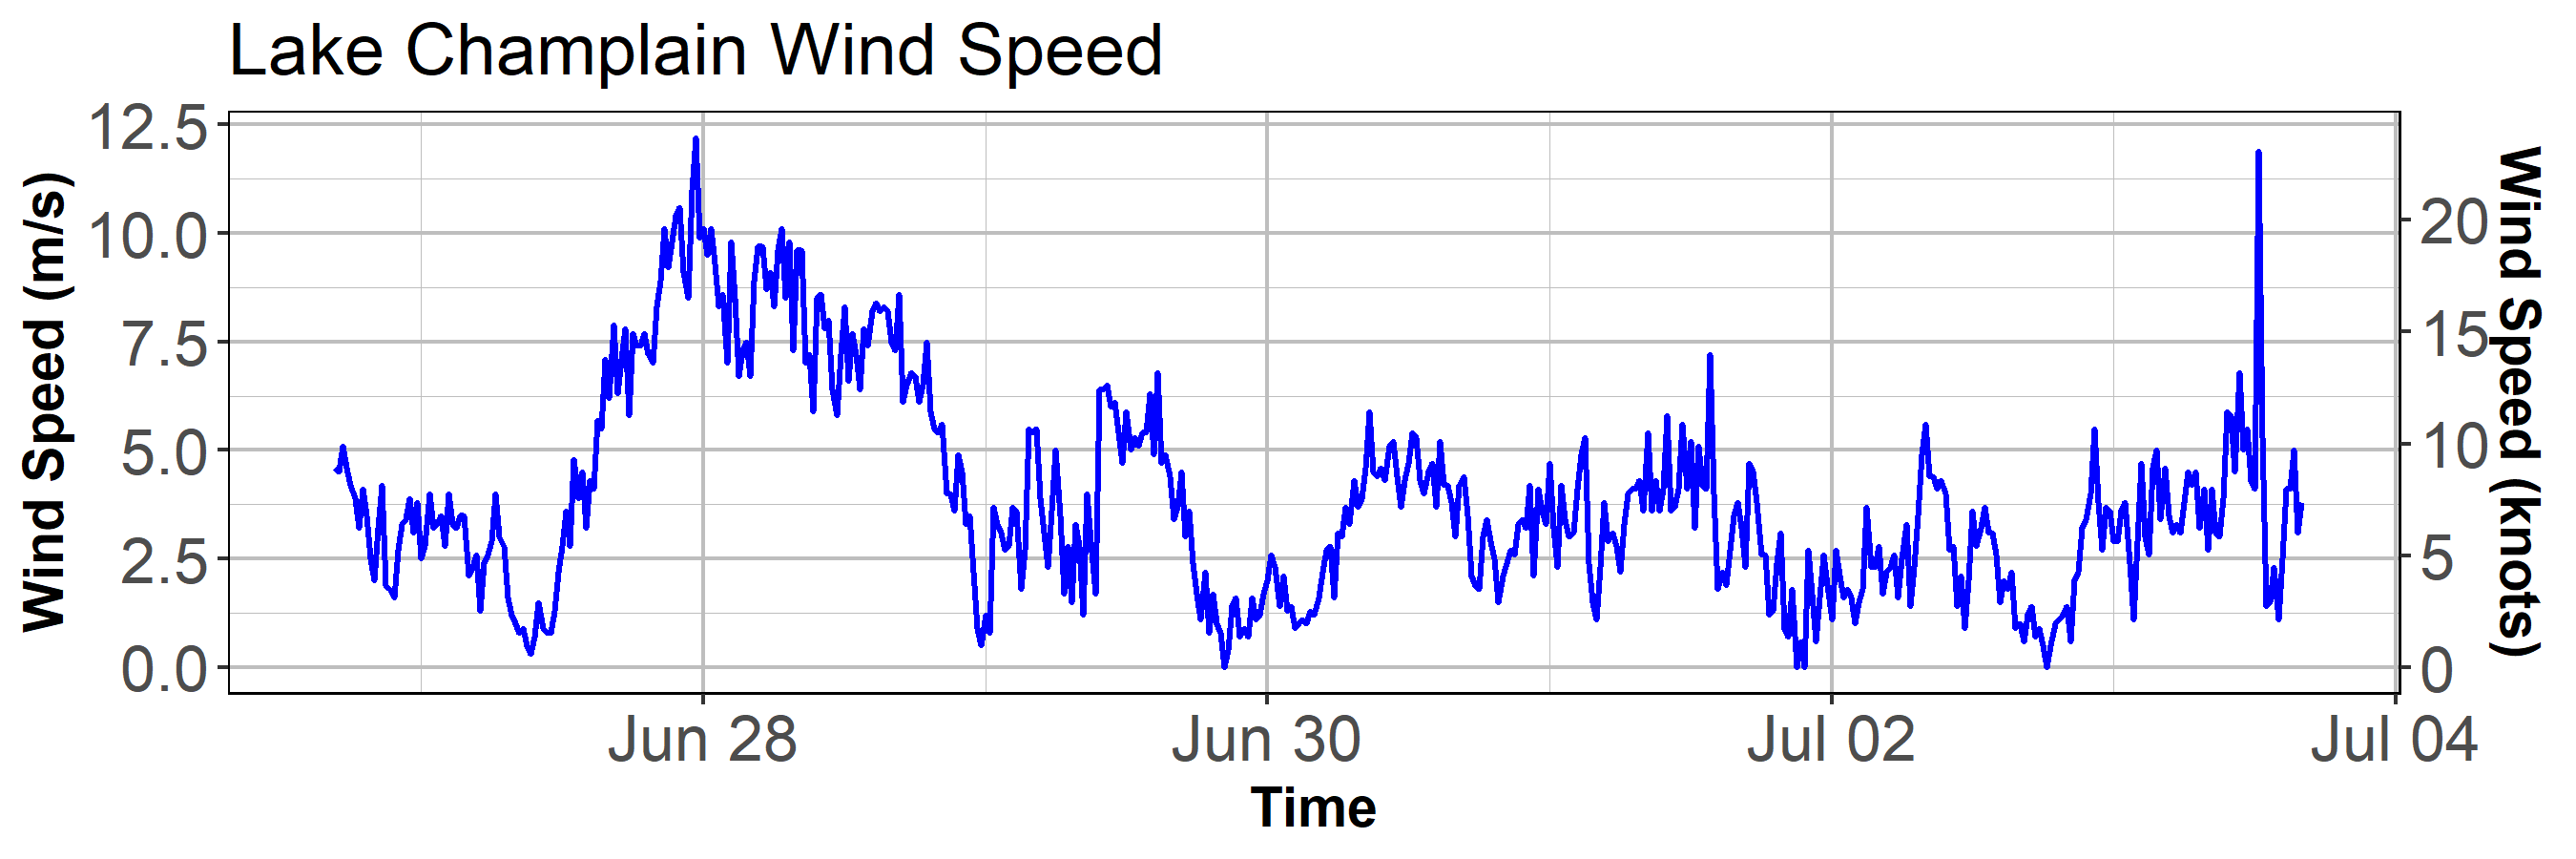 Lake Champlain Wind Speed
Wind Speed (m/s)
12.5
10.0
7.5
5.0
2.5
0.0
20
15
10
5
0
Wind Speed (knots)
Jun 28
Jun 30
Jul 02
Jul 04
Time